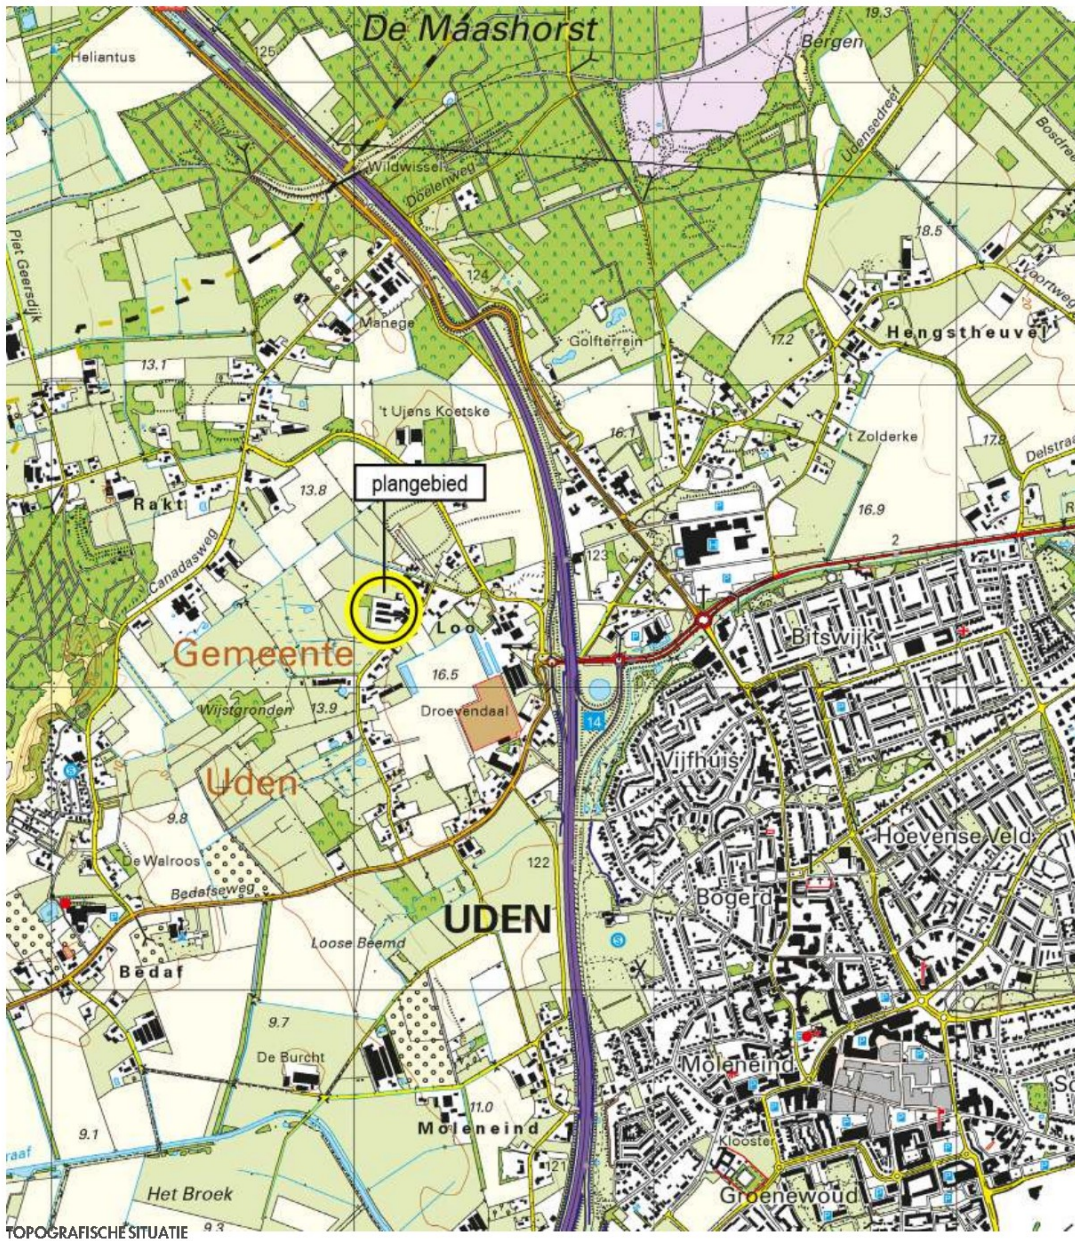 De Maashorst
19.3
Heliantus
125
Bergen
Udensedreef
Bosdree
Wildwissel
Doelenweg
Piet Geersdijk
18.5
Voortweg
20
124
Manege
Golfterrein
17.2
Hengstheuvel
13.1
't Ujens Koetske
16.1
't Zolderke
17.8
Delstraa
plangebied
13.8
Rakt
16.9
2
R
Canadasweg
123
H
P
P
P
Loo
Bitswijk
Gemeente
16.5
Wijstgronden
13.9
Droevendaal
14
Vijfhuis
Uden
9.8
Hoevense Veld
De Walroos
122
Bedafseweg
Bogerd
UDEN
Loose Beemd
S
Bedaf
9.7
De Burcht
Moleneind
11.0
Moleneind
9.1
Klooster
raaf
121
Het Broek
Groenewoud
9.3
TOPOGRAFISCHE SITUATIE